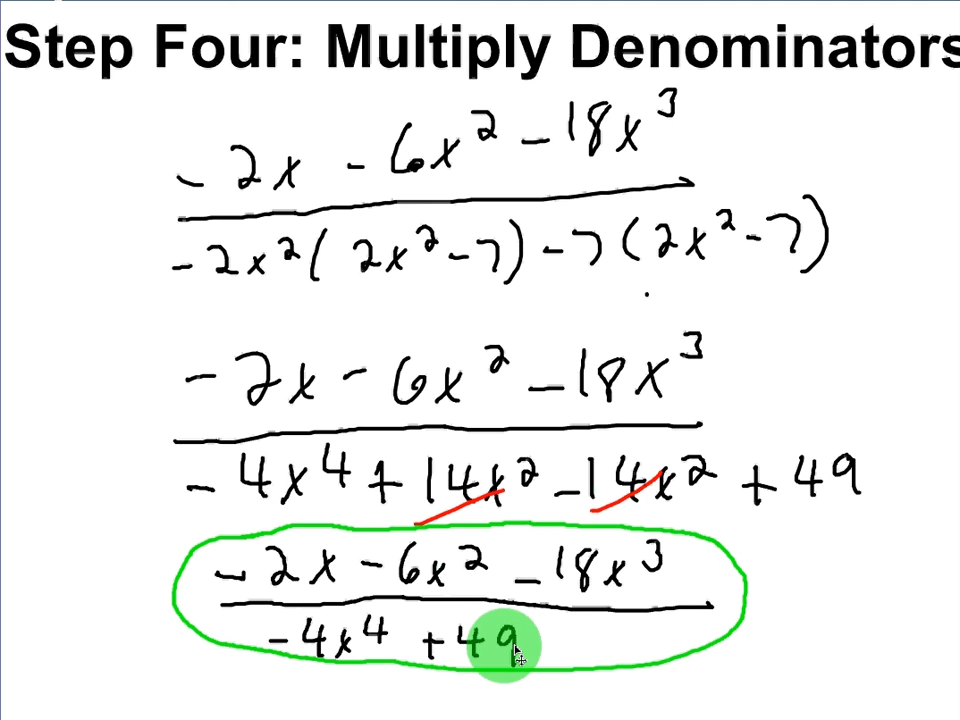 Step Four: Multiply Denominators
- 2x - 6x² - 18x³
- 2x² ( 2x² - 7 ) - 7 ( 2x² - 7 )
- 2x - 6x² - 18x³
- 4x⁴ + 14x² - 14x² + 49
- 2x - 6x² - 18x³
- 4x⁴ + 49